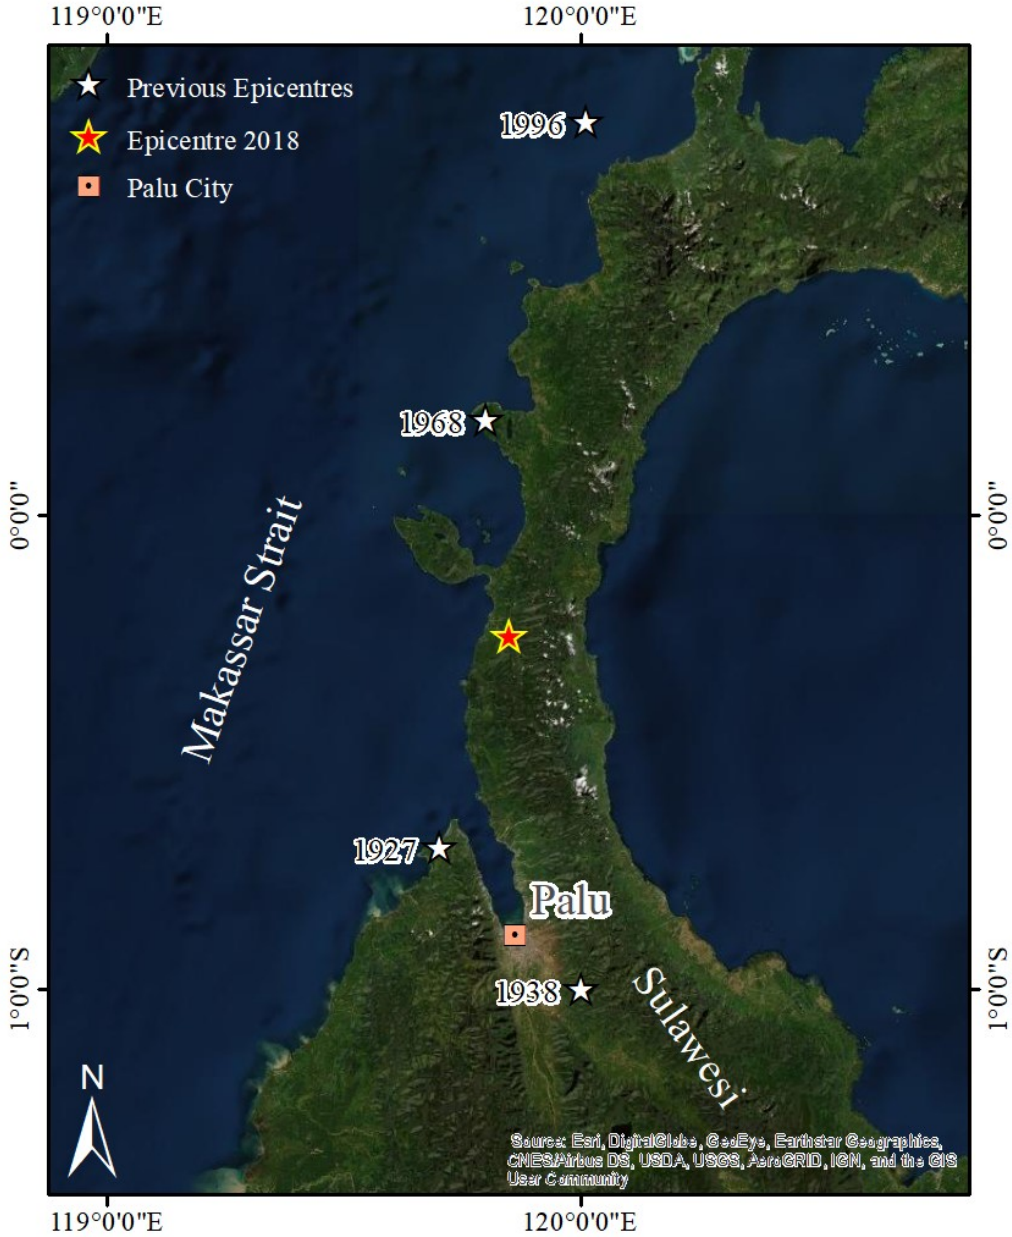 119°0'0"E
120°0'0"E
Previous Epicentres
Epicentre 2018
Palu City
1996
1968
0°0'0"
0°0'0"
Makassar Strait
1927
Palu
1°0'0"S
1°0'0"S
1938
Sulawesi
N
Source: Esri, DigitalGlobe, GeoEye, Earthstar Geographics,
CNES/Airbus DS, USDA, USGS, AeroGRID, IGN, and the GIS
User Community
119°0'0"E
120°0'0"E